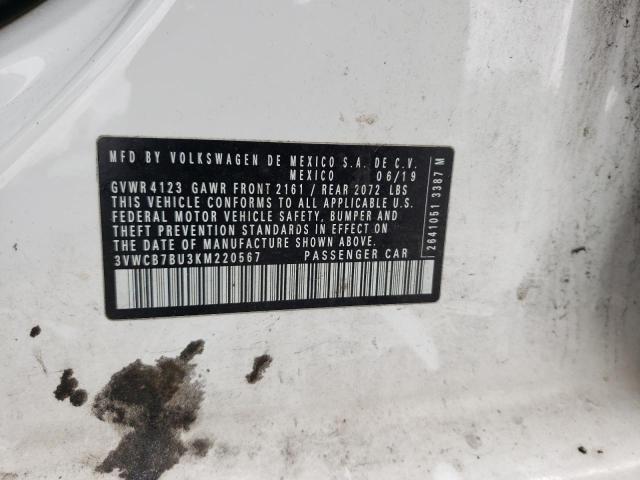 MFD BY VOLKSWAGEN DE MEXICO S.A. DE C.V.
MEXICO 06/19
GVWR 4123 GAWR FRONT 2161 / REAR 2072 LBS
THIS VEHICLE CONFORMS TO ALL APPLICABLE U.S.
FEDERAL MOTOR VEHICLE SAFETY, BUMPER AND
THEFT PREVENTION STANDARDS IN EFFECT ON
THE DATE OF MANUFACTURE SHOWN ABOVE.
3VWCB7BU3KM220567 PASSENGER CAR
2641051 3387 M